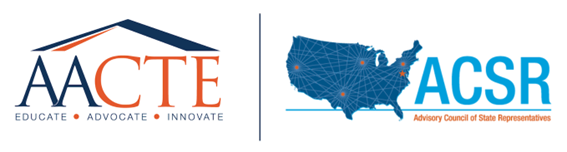 AACTE
EDUCATE • ADVOCATE • INNOVATE
ACSR
Advisory Council of State Representatives